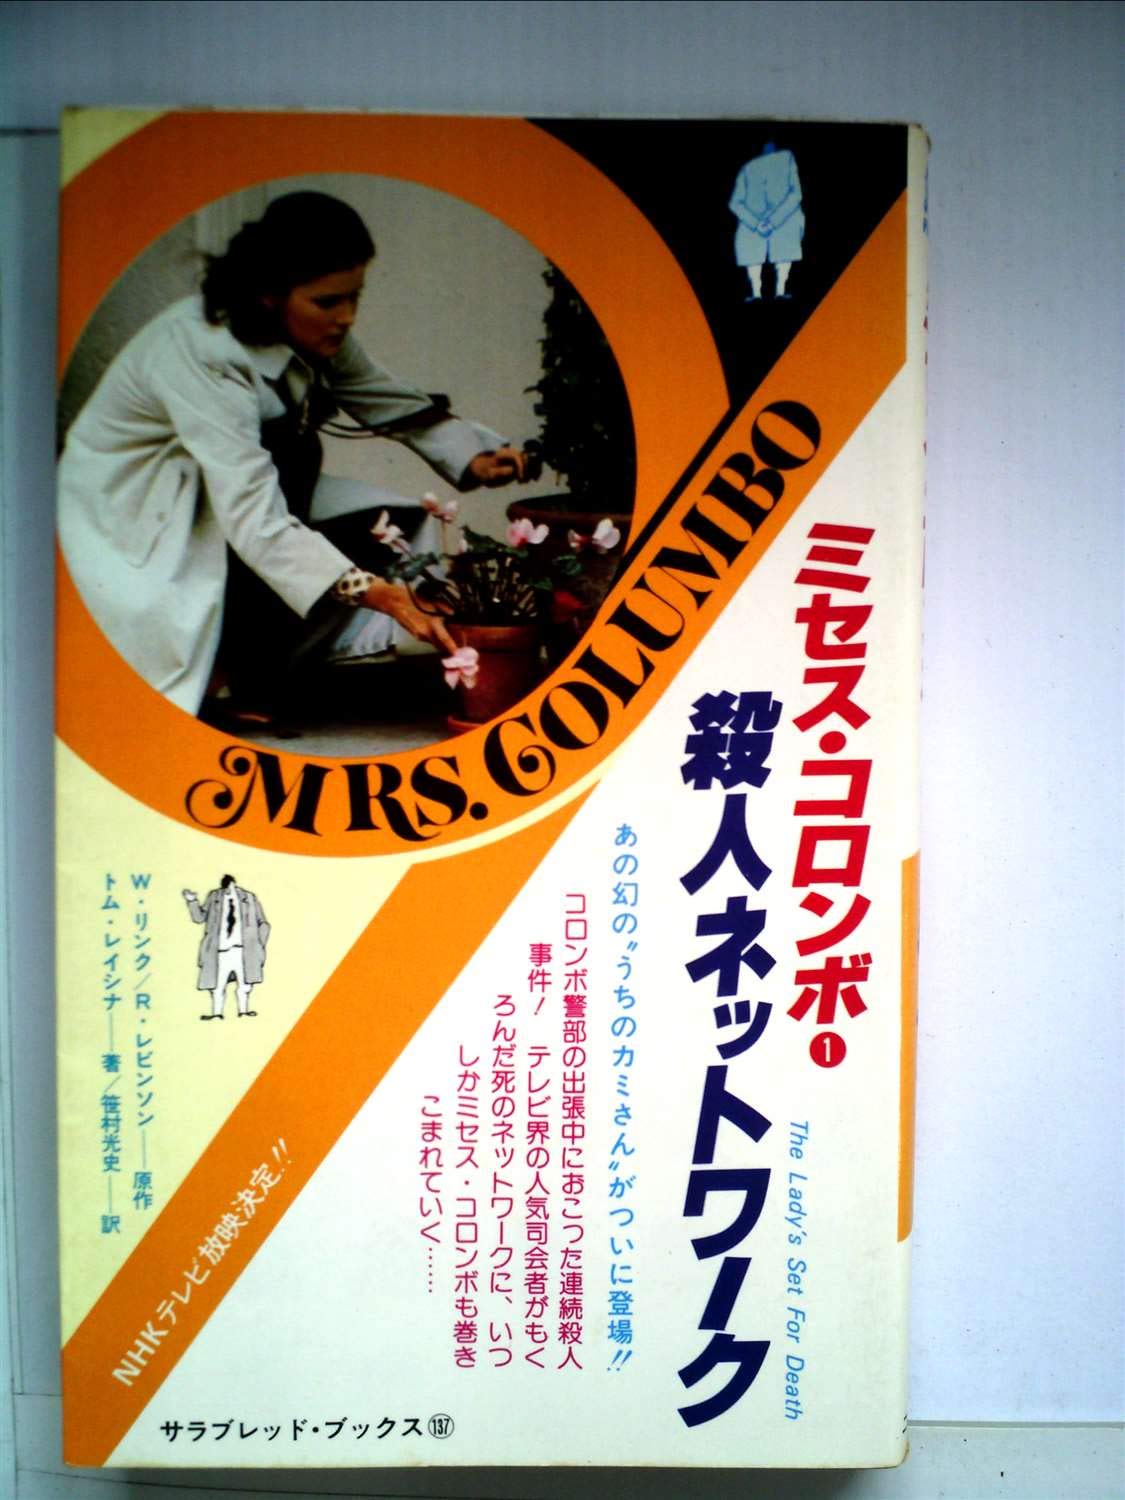 MRS. COLUMBO
ミセス・コロンボ❶
殺人ネットワーク
The Lady's Set For Death
あの幻の〝うちのカミさん〟がついに登場!!
コロンボ警部の出張中におこった連続殺人
事件! テレビ界の人気司会者がもく
ろんだ死のネットワークに、いつ
しかミセス・コロンボも巻き
こまれていく……
W・リンク/R・レビンソン――原作
トム・レイシナ――著/笹村光史――訳
NHKテレビ放映決定!!
サラブレッド・ブックス137